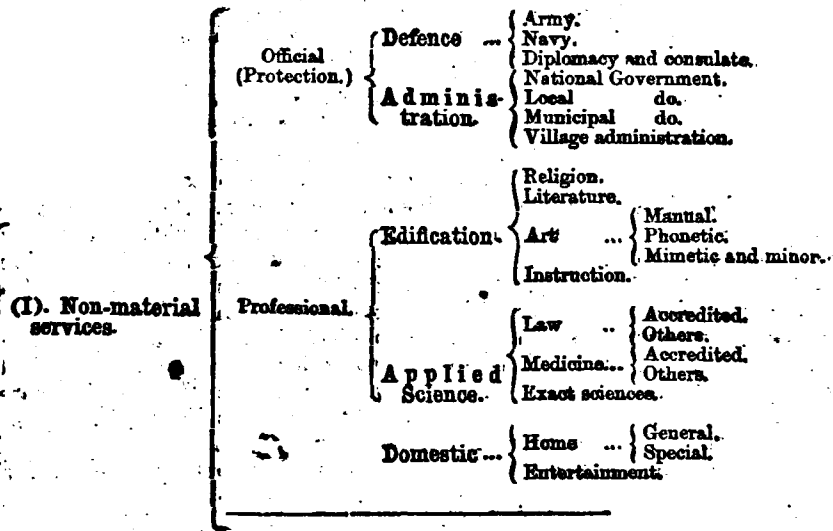 (I). Non-material services.
Official (Protection.)
Defence ...
Army.
Navy.
Diplomacy and consulate.
Adminis-
tration.
National Government.
Local do.
Municipal do.
Village administration.
Professional.
Edification.
Religion.
Literature.
Art ...
Manual.
Phonetic.
Mimetic and minor.
Instruction.
Applied
Science.
Law ..
Accredited.
Others.
Medicine...
Accredited.
Others.
Exact sciences.
Domestic...
Home ...
General.
Special.
Entertainment.